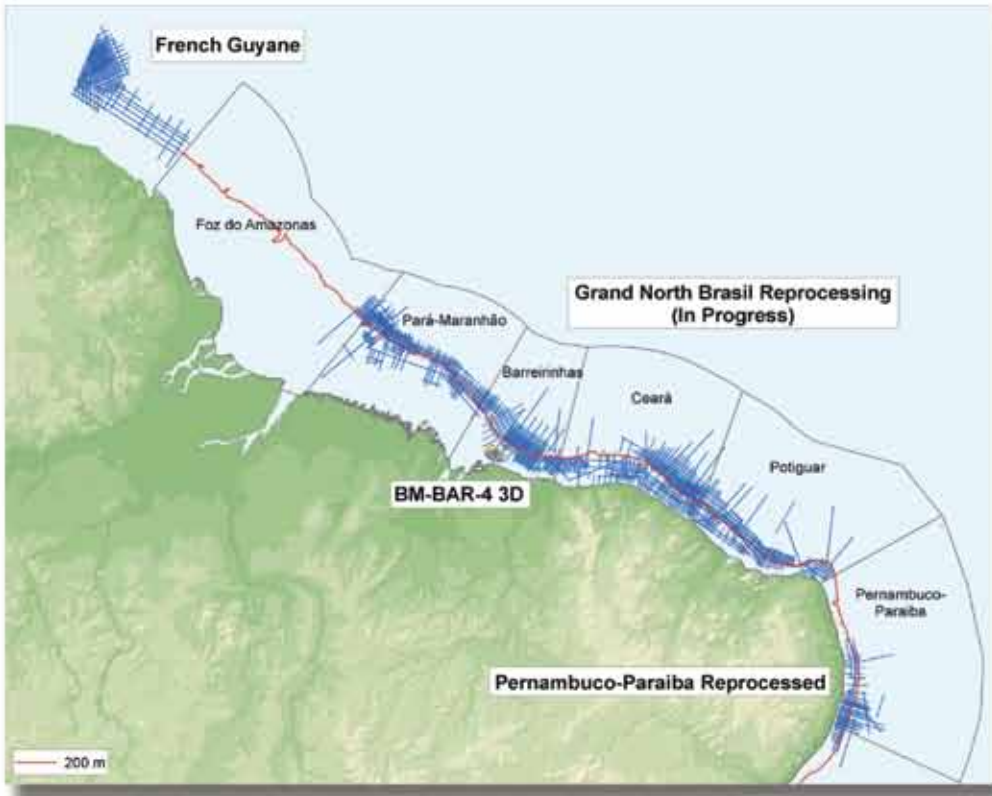 French Guyane
Foz do Amazonas
Grand North Brasil Reprocessing
(In Progress)
Pará-Maranhão
Barreirinhas
Ceará
Potiguar
BM-BAR-4 3D
Pernambuco-
Paraiba
Pernambuco-Paraiba Reprocessed
200 m